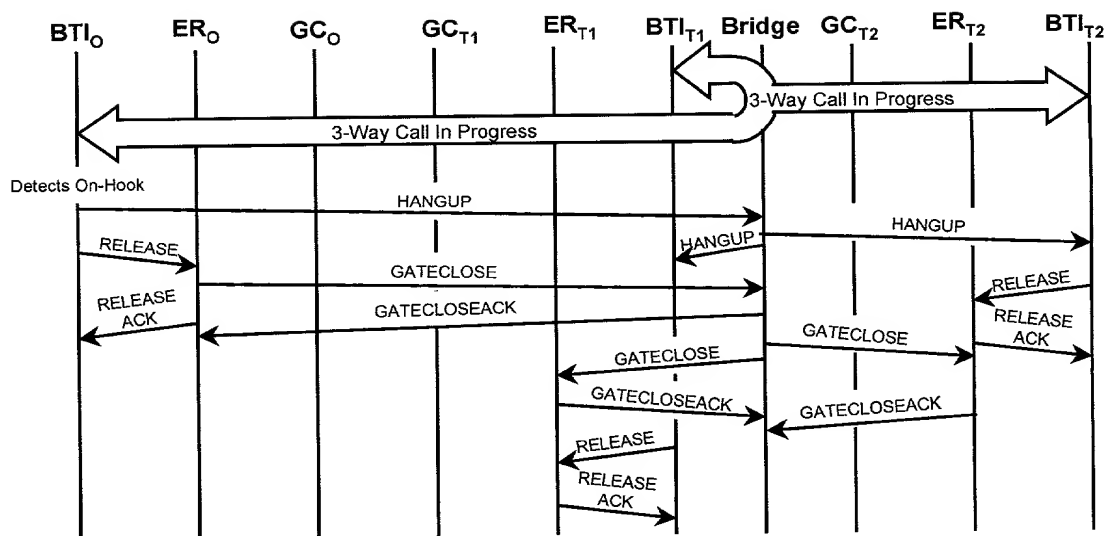 BTI_O ER_O GC_O GC_T1 ER_T1 BTI_T1 Bridge GC_T2 ER_T2 BTI_T2
3-Way Call In Progress
3-Way Call In Progress
Detects On-Hook
HANGUP
HANGUP
HANGUP
RELEASE
GATECLOSE
RELEASE
RELEASE
ACK
GATECLOSEACK
RELEASE
ACK
GATECLOSE
GATECLOSE
GATECLOSEACK
GATECLOSEACK
RELEASE
RELEASE
ACK